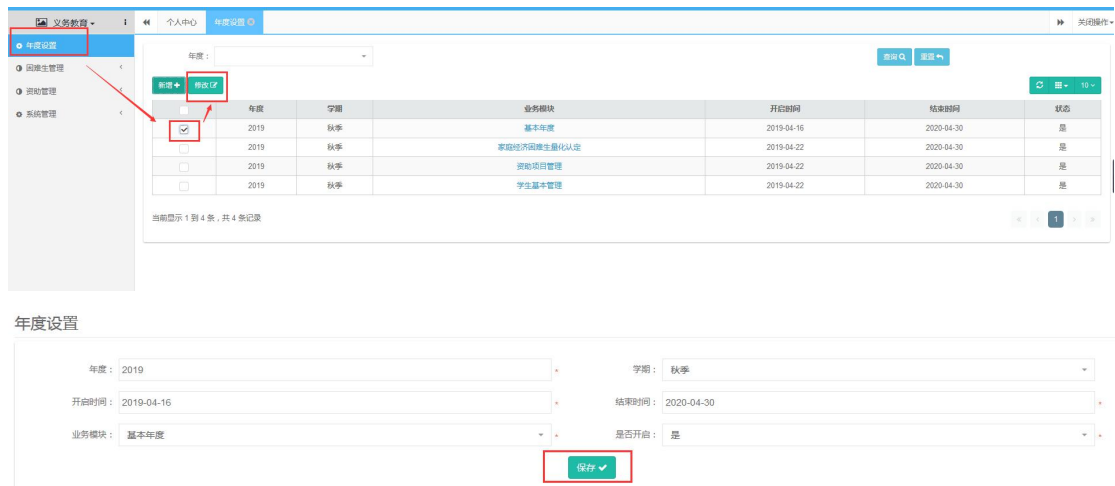 义务教育
个人中心 年度设置 关闭操作
年度设置
困难生管理
资助管理
系统管理
年度： 查询 重置
新增 修改 10
年度 学期 业务模块 开启时间 结束时间 状态
2019 秋季 基本年度 2019-04-16 2020-04-30 是
2019 秋季 家庭经济困难生量化认定 2019-04-22 2020-04-30 是
2019 秋季 资助项目管理 2019-04-22 2020-04-30 是
2019 秋季 学生基本管理 2019-04-22 2020-04-30 是
当前显示 1 到 4 条，共 4 条记录 « ‹ 1 › »
年度设置
年度： 2019 * 学期： 秋季
开启时间： 2019-04-16 * 结束时间： 2020-04-30 *
业务模块： 基本年度 * 是否开启： 是 *
保存